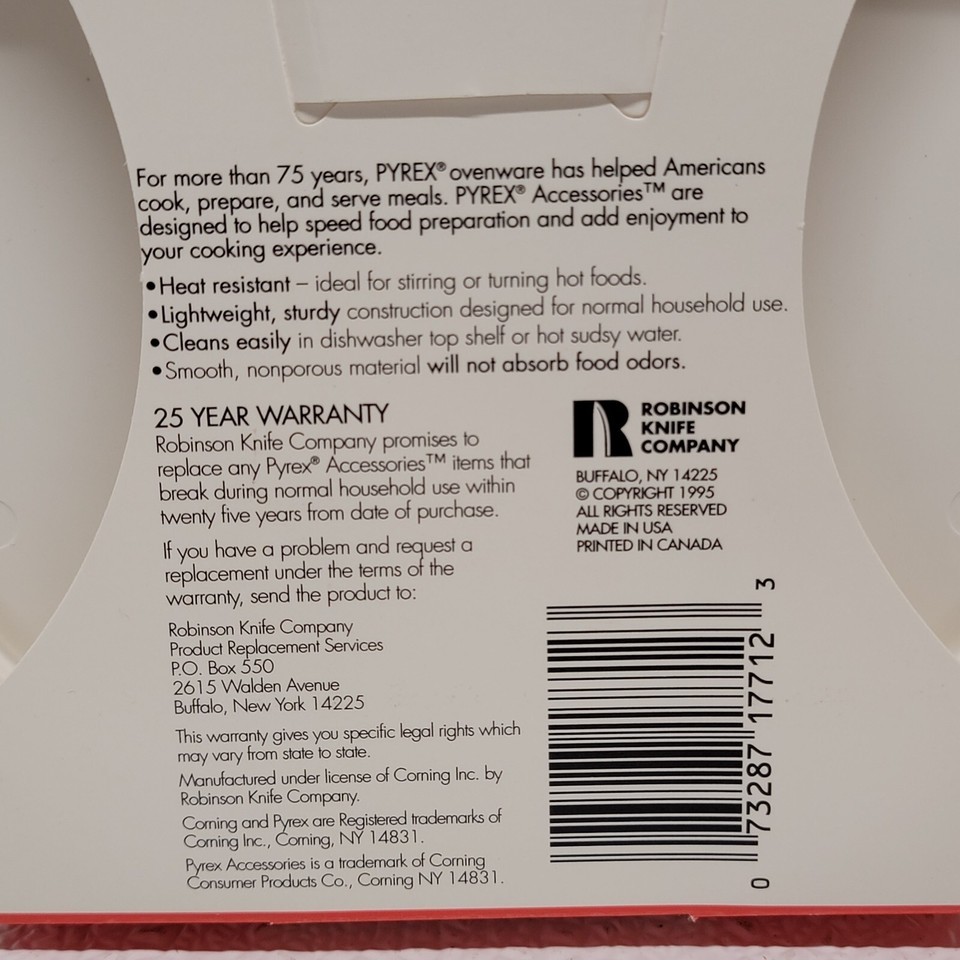 For more than 75 years, PYREX® ovenware has helped Americans
cook, prepare, and serve meals. PYREX® Accessories™ are
designed to help speed food preparation and add enjoyment to
your cooking experience.
•Heat resistant – ideal for stirring or turning hot foods.
•Lightweight, sturdy construction designed for normal household use.
•Cleans easily in dishwasher top shelf or hot sudsy water.
•Smooth, nonporous material will not absorb food odors.
25 YEAR WARRANTY
Robinson Knife Company promises to
replace any Pyrex® Accessories™ items that
break during normal household use within
twenty five years from date of purchase.
If you have a problem and request a
replacement under the terms of the
warranty, send the product to:
Robinson Knife Company
Product Replacement Services
P.O. Box 550
2615 Walden Avenue
Buffalo, New York 14225
This warranty gives you specific legal rights which
may vary from state to state.
Manufactured under license of Corning Inc. by
Robinson Knife Company.
Corning and Pyrex are Registered trademarks of
Corning Inc., Corning, NY 14831.
Pyrex Accessories is a trademark of Corning
Consumer Products Co., Corning NY 14831.
R ROBINSON
KNIFE
COMPANY
BUFFALO, NY 14225
© COPYRIGHT 1995
ALL RIGHTS RESERVED
MADE IN USA
PRINTED IN CANADA
0 73287 17712 3